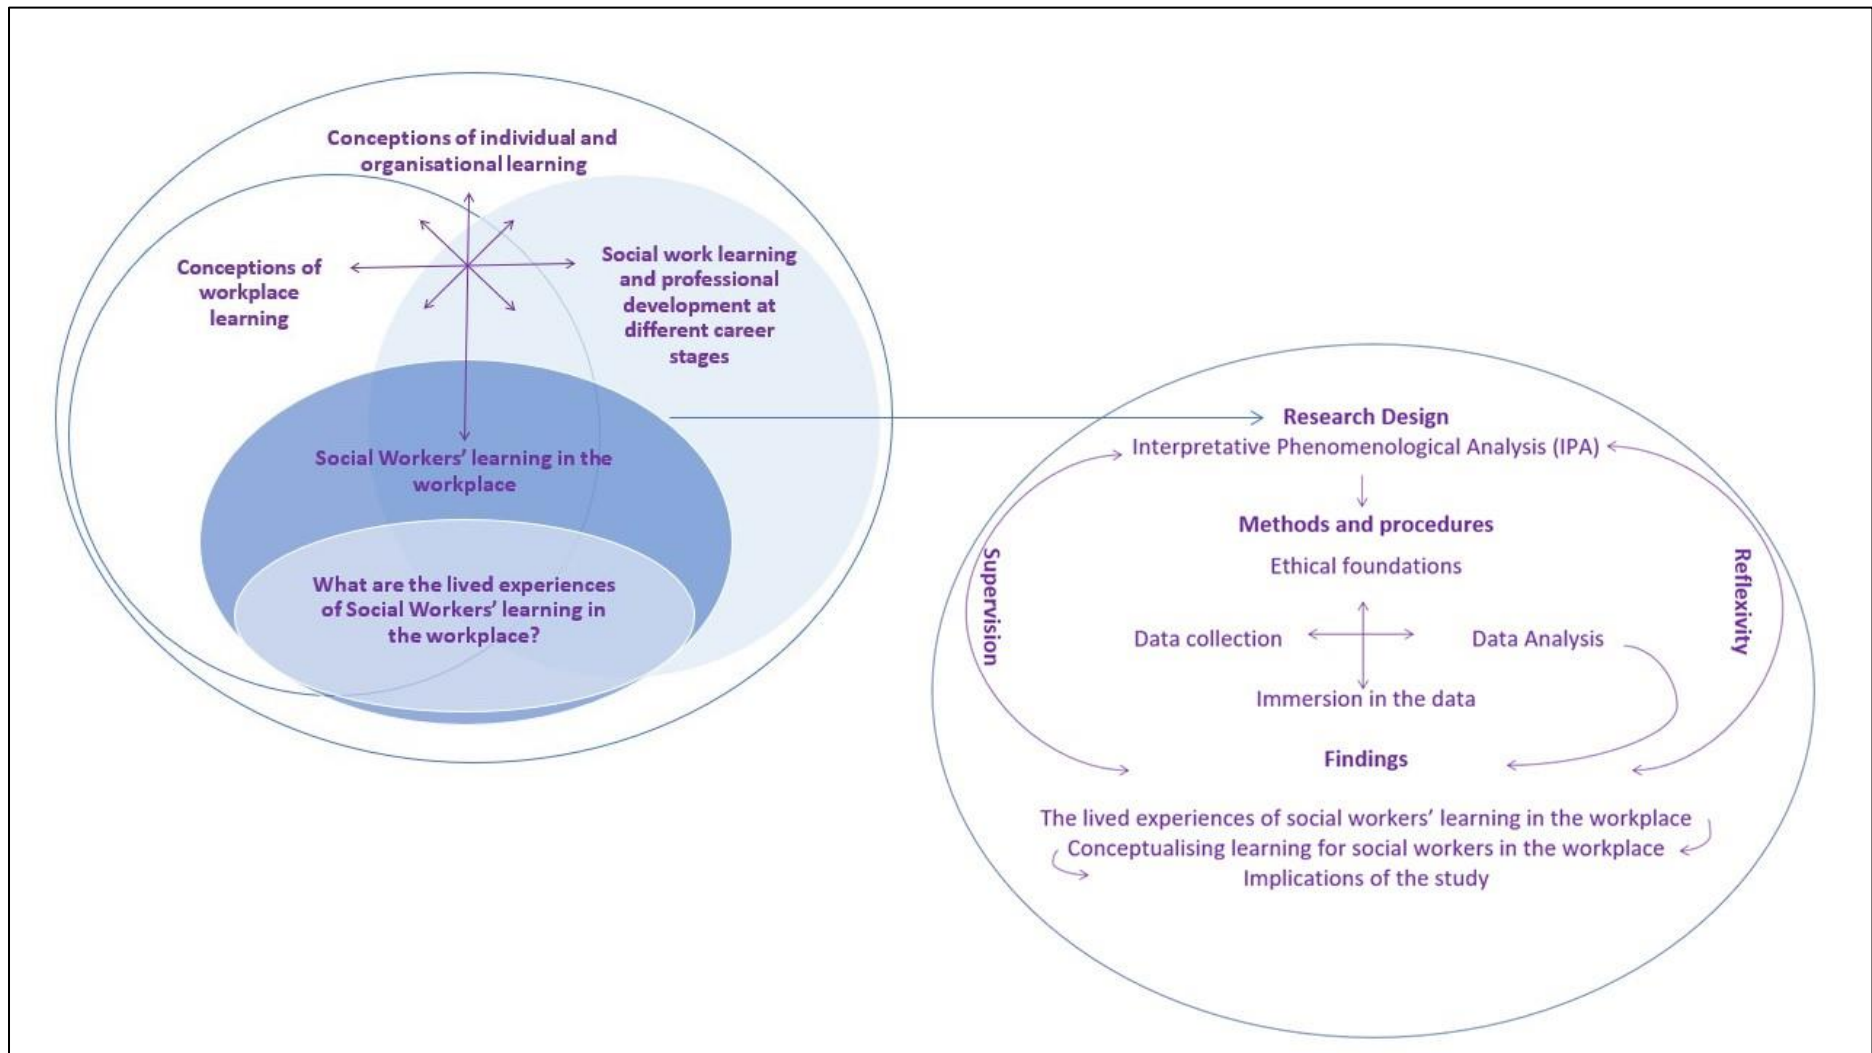 Conceptions of individual and
organisational learning
Conceptions of
workplace
learning
Social work learning
and professional
development at
different career
stages
Social Workers’ learning in the
workplace
What are the lived experiences
of Social Workers’ learning in
the workplace?
Research Design
Interpretative Phenomenological Analysis (IPA)
Methods and procedures
Ethical foundations
Supervision
Reflexivity
Data collection
Data Analysis
Immersion in the data
Findings
The lived experiences of social workers’ learning in the workplace
Conceptualising learning for social workers in the workplace
Implications of the study